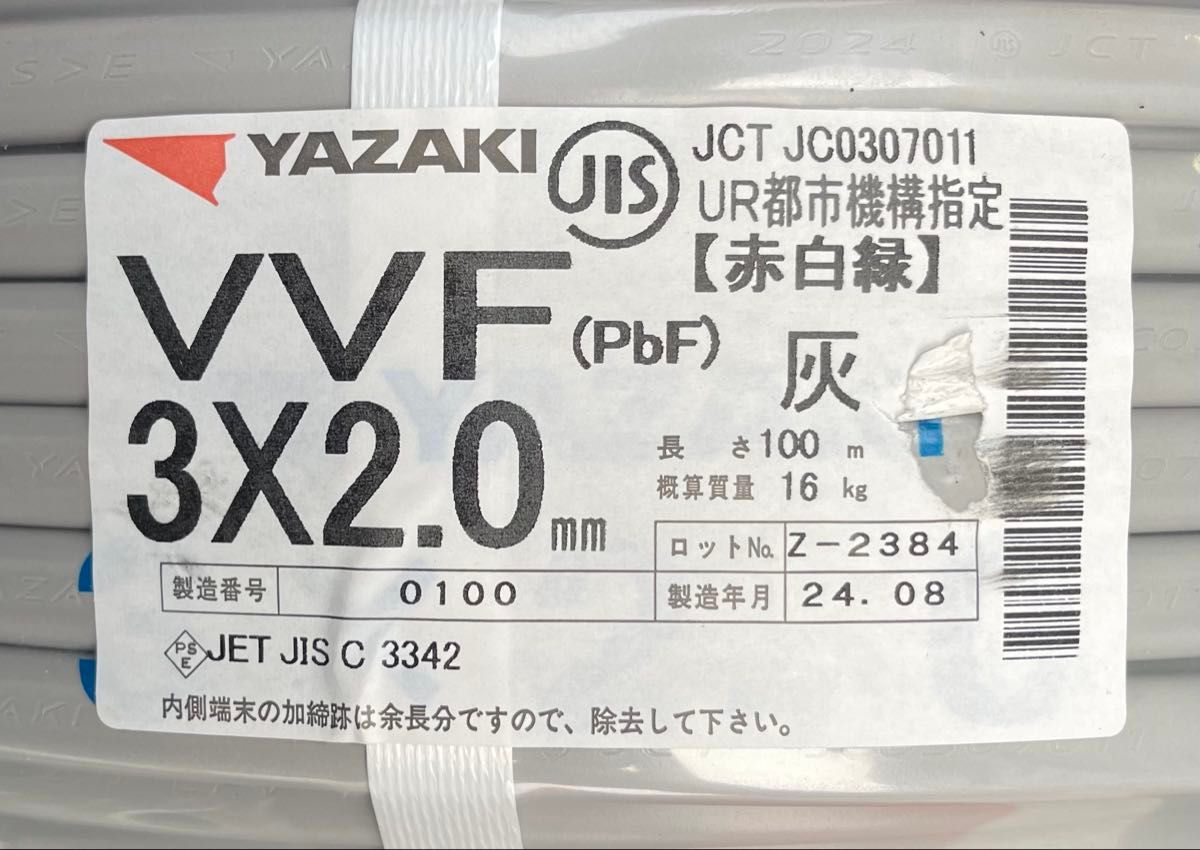 2024 JIS JCT
YAZAKI
JIS
JCT JC0307011
UR都市機構指定
【赤白緑】
VVF (PbF)
灰
3X2.0mm
長さ100 m
概算質量 16 kg
ロットNo. Z-2384
製造番号 0100
製造年月 24.08
PSE JET JIS C 3342
内側端末の加締跡は余長分ですので、除去して下さい。